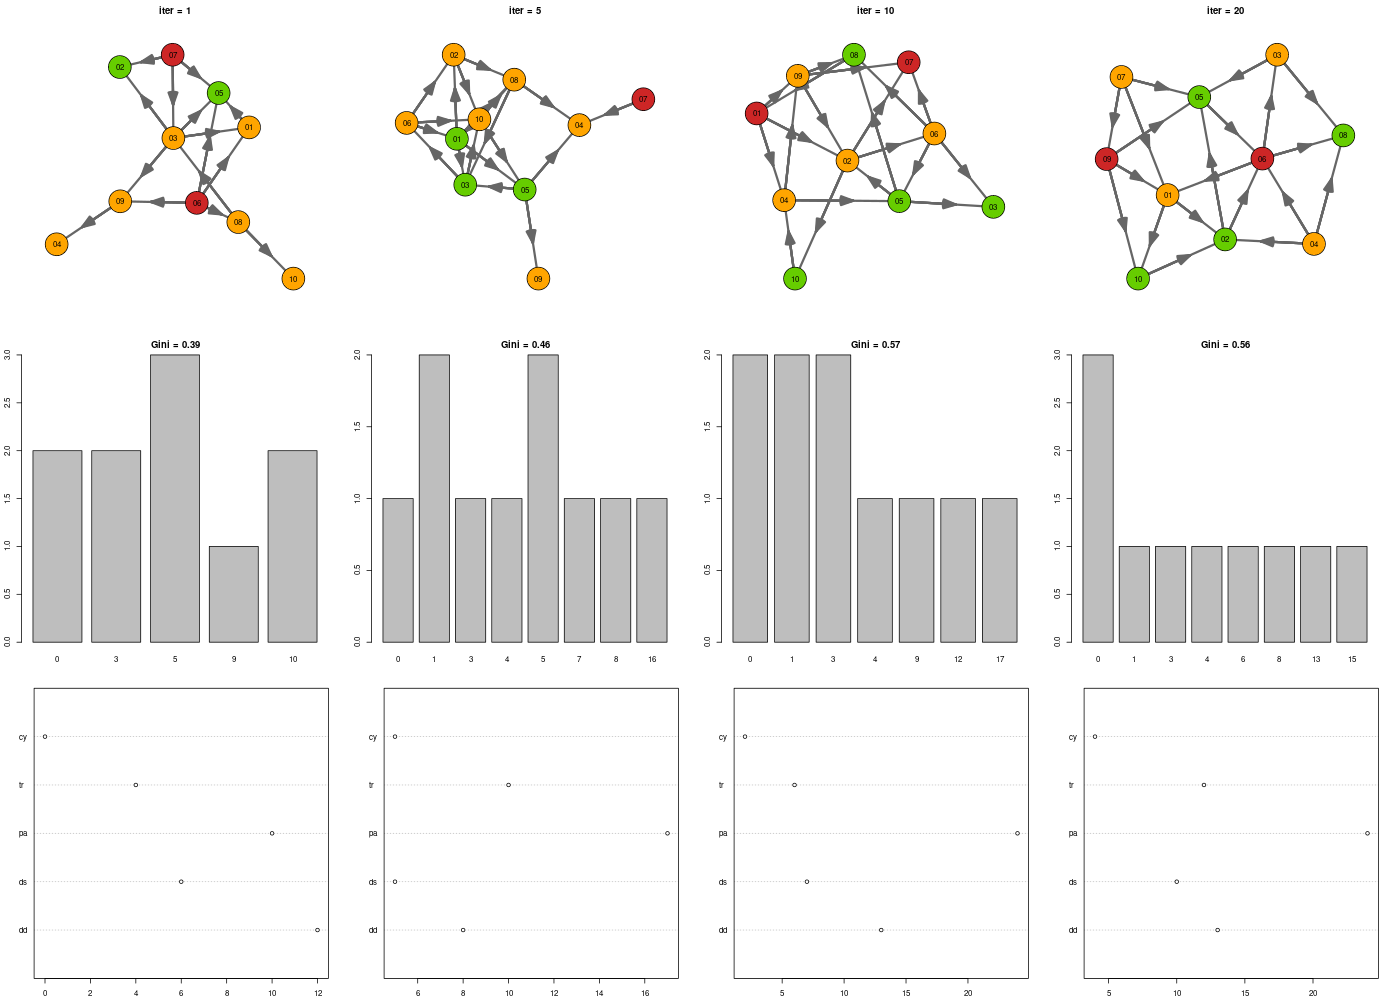 iter = 1
iter = 5
iter = 10
iter = 20
07
02
05
01
03
09
06
08
04
10
02
08
07
10
06
04
01
03
05
09
08
07
09
01
06
02
04
05
03
10
03
07
05
08
09
06
01
02
04
10
Gini = 0.39
0.0 0.5 1.0 1.5 2.0 2.5 3.0
0 3 5 9 10
Gini = 0.46
0.0 0.5 1.0 1.5 2.0
0 1 3 4 5 7 8 16
Gini = 0.57
0.0 0.5 1.0 1.5 2.0
0 1 3 4 9 12 17
Gini = 0.56
0.0 0.5 1.0 1.5 2.0 2.5 3.0
0 1 3 4 6 8 13 15
cy
tr
pa
ds
dd
0 2 4 6 8 10 12
cy
tr
pa
ds
dd
6 8 10 12 14 16
cy
tr
pa
ds
dd
5 10 15 20
cy
tr
pa
ds
dd
5 10 15 20